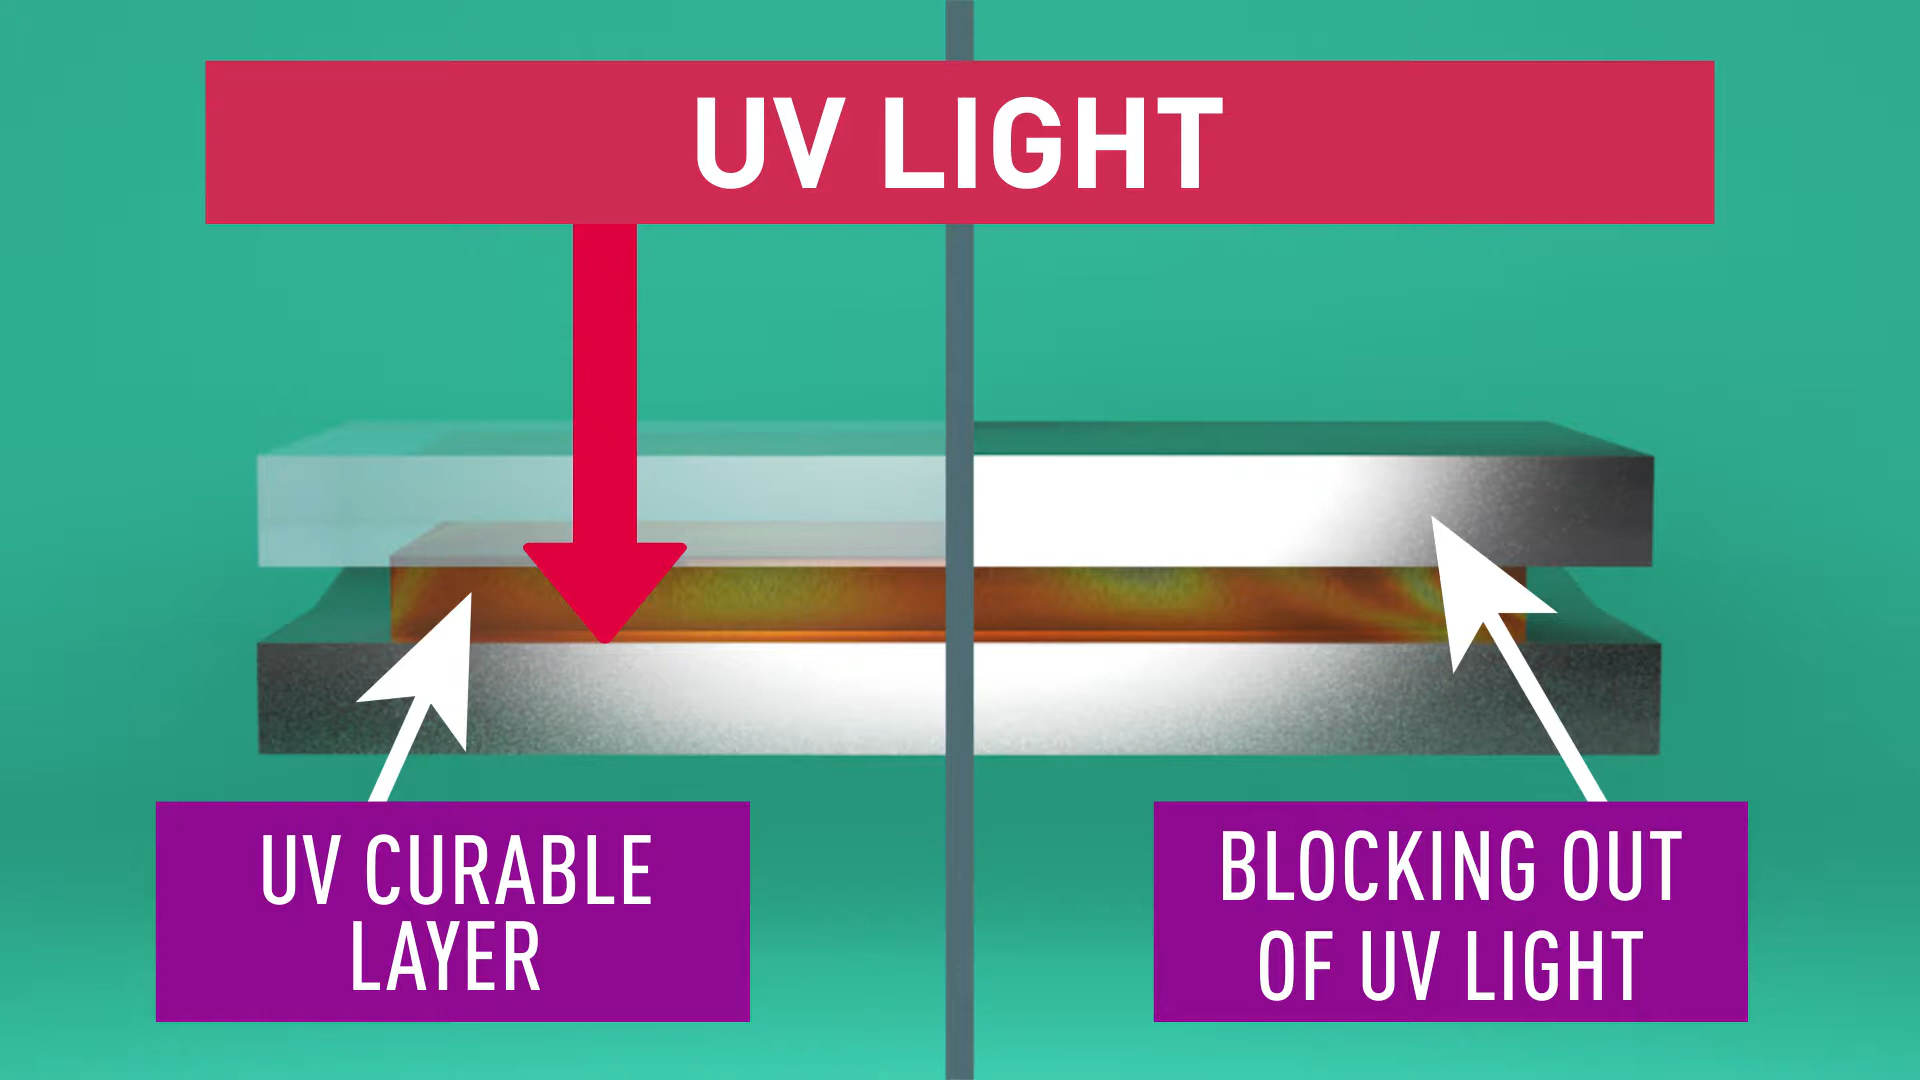 UV LIGHT
UV CURABLE
LAYER
BLOCKING OUT
OF UV LIGHT